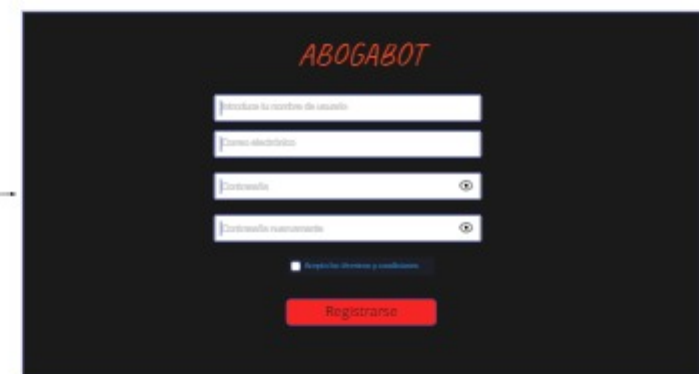 ABOGABOT
Introduce tu nombre de usuario
Correo electrónico
Contraseña
Contraseña nuevamente
Acepto los términos y condiciones
Registrarse